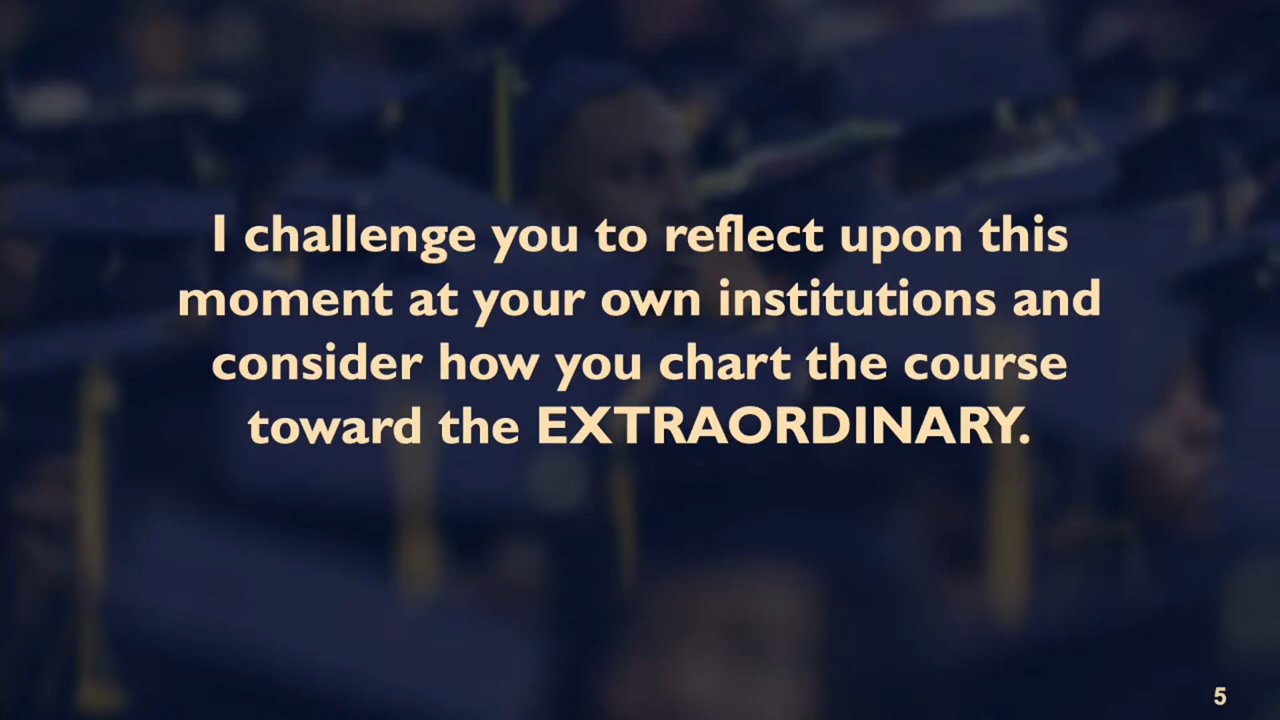 I challenge you to reflect upon this
moment at your own institutions and
consider how you chart the course
toward the EXTRAORDINARY.
5